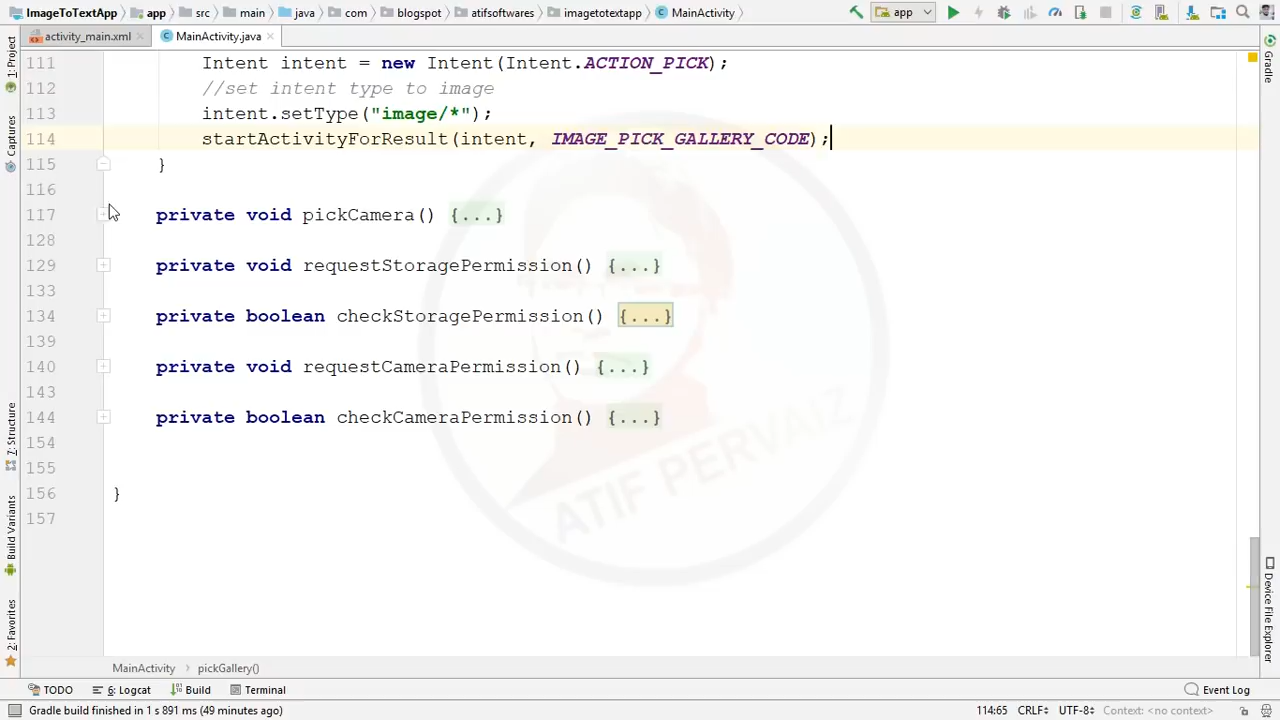 ImageToTextApp app src main java com blogspot atifsoftwares imagetotextapp MainActivity app
activity_main.xml MainActivity.java
111 Intent intent = new Intent(Intent.ACTION_PICK);
112 //set intent type to image
113 intent.setType("image/*");
114 startActivityForResult(intent, IMAGE_PICK_GALLERY_CODE);
115 }
116
117 private void pickCamera() {...}
128
129 private void requestStoragePermission() {...}
133
134 private boolean checkStoragePermission() {...}
139
140 private void requestCameraPermission() {...}
143
144 private boolean checkCameraPermission() {...}
154
155
156 }
157
ATIF PERVAIZ
1: Project
Captures
7: Structure
Build Variants
2: Favorites
Gradle
Device File Explorer
MainActivity pickGallery()
TODO 6: Logcat Build Terminal Event Log
Gradle build finished in 1 s 891 ms (49 minutes ago) 114:65 CRLF UTF-8 Context: <no context>